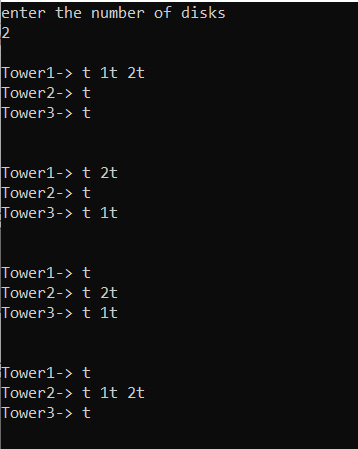 enter the number of disks
2
Tower1-> t 1t 2t
Tower2-> t
Tower3-> t
Tower1-> t 2t
Tower2-> t
Tower3-> t 1t
Tower1-> t
Tower2-> t 2t
Tower3-> t 1t
Tower1-> t
Tower2-> t 1t 2t
Tower3-> t